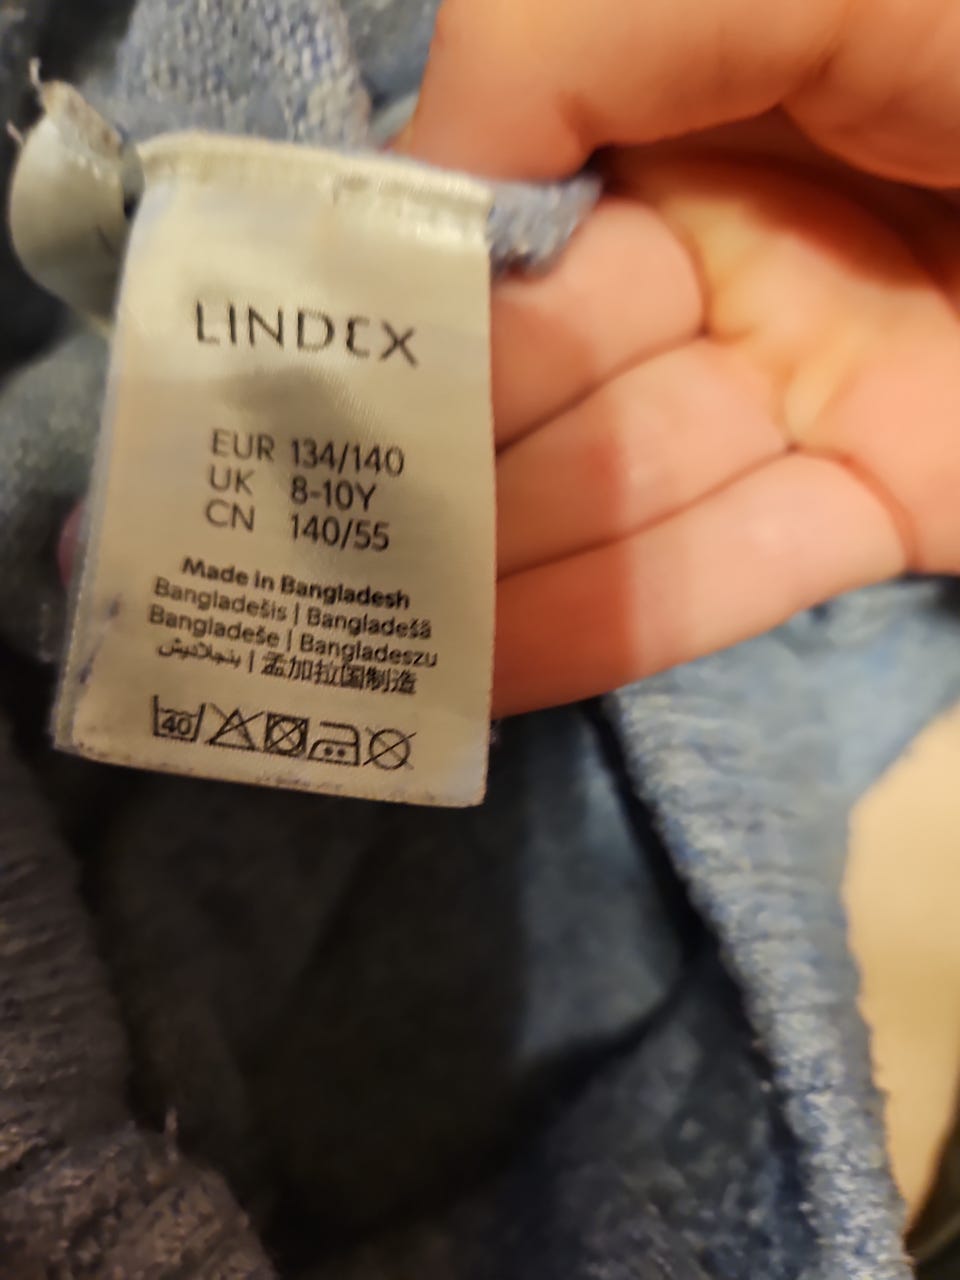 LINDEX
EUR 134/140
UK 8-10Y
CN 140/55
Made in Bangladesh
Bangladešis | Bangladešā
Bangladeše | Bangladeszu
بنجلاديش | 孟加拉国制造
40